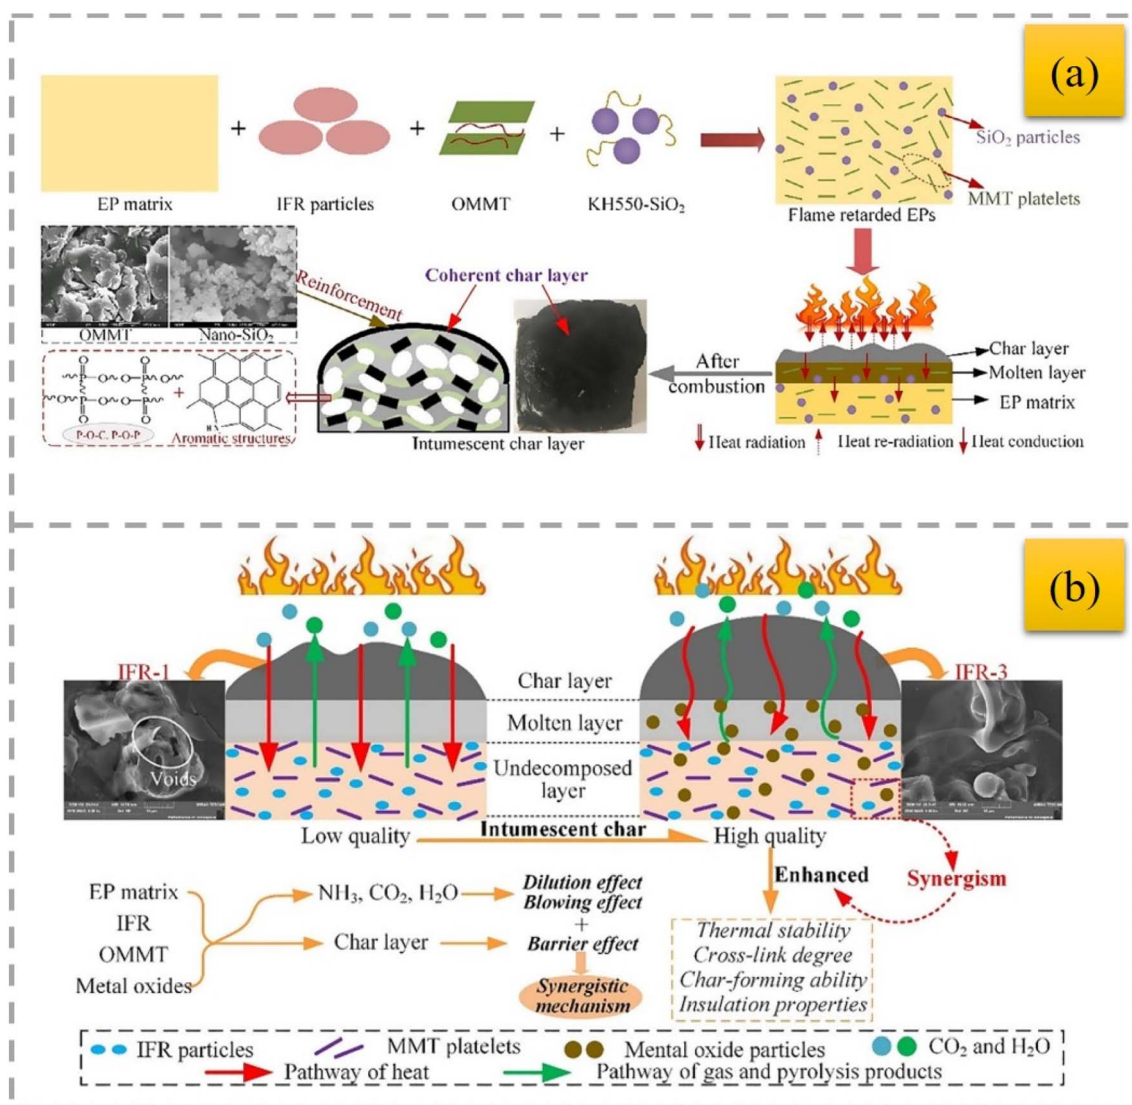 (a)
+ + +
SiO₂ particles
MMT platelets
EP matrix IFR particles OMMT KH550-SiO₂
Flame retarded EPs
Reinforcement
Coherent char layer
OMMT Nano-SiO₂
After
combustion
Char layer
Molten layer
EP matrix
O O
P-O-C, P-O-P
+
N
H
Aromatic structures
Intumescent char layer
Heat radiation Heat re-radiation Heat conduction
(b)
IFR-1
Voids
Char layer
Molten layer
Undecomposed
layer
IFR-3
Low quality Intumescent char High quality
Enhanced
Synergism
EP matrix
IFR
OMMT
Metal oxides
NH₃, CO₂, H₂O
Char layer
Dilution effect
Blowing effect
+
Barrier effect
Synergistic
mechanism
Thermal stability
Cross-link degree
Char-forming ability
Insulation properties
IFR particles MMT platelets Mental oxide particles CO₂ and H₂O
Pathway of heat Pathway of gas and pyrolysis products